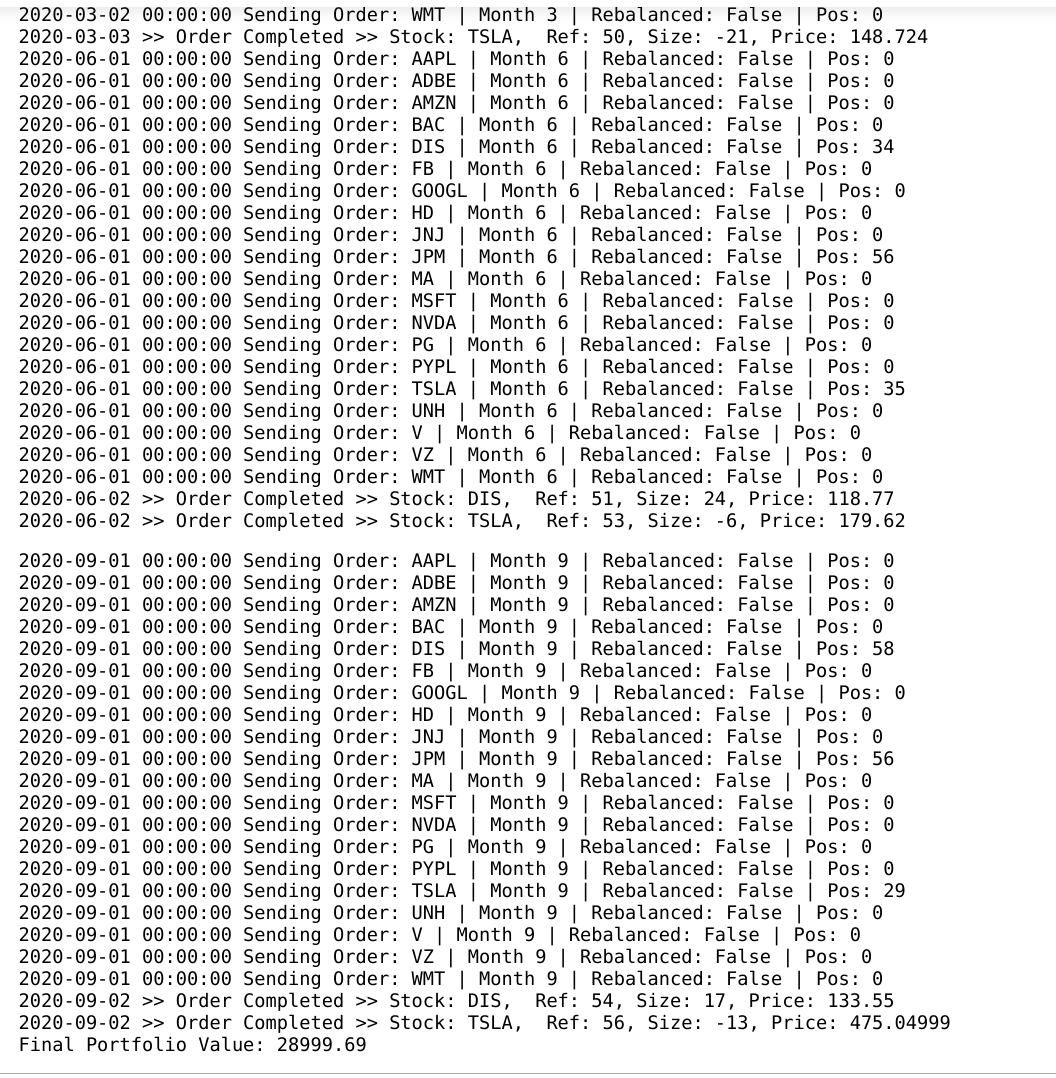 2020-03-02 00:00:00 Sending Order: WMT | Month 3 | Rebalanced: False | Pos: 0
2020-03-03 >> Order Completed >> Stock: TSLA,  Ref: 50, Size: -21, Price: 148.724
2020-06-01 00:00:00 Sending Order: AAPL | Month 6 | Rebalanced: False | Pos: 0
2020-06-01 00:00:00 Sending Order: ADBE | Month 6 | Rebalanced: False | Pos: 0
2020-06-01 00:00:00 Sending Order: AMZN | Month 6 | Rebalanced: False | Pos: 0
2020-06-01 00:00:00 Sending Order: BAC | Month 6 | Rebalanced: False | Pos: 0
2020-06-01 00:00:00 Sending Order: DIS | Month 6 | Rebalanced: False | Pos: 34
2020-06-01 00:00:00 Sending Order: FB | Month 6 | Rebalanced: False | Pos: 0
2020-06-01 00:00:00 Sending Order: GOOGL | Month 6 | Rebalanced: False | Pos: 0
2020-06-01 00:00:00 Sending Order: HD | Month 6 | Rebalanced: False | Pos: 0
2020-06-01 00:00:00 Sending Order: JNJ | Month 6 | Rebalanced: False | Pos: 0
2020-06-01 00:00:00 Sending Order: JPM | Month 6 | Rebalanced: False | Pos: 56
2020-06-01 00:00:00 Sending Order: MA | Month 6 | Rebalanced: False | Pos: 0
2020-06-01 00:00:00 Sending Order: MSFT | Month 6 | Rebalanced: False | Pos: 0
2020-06-01 00:00:00 Sending Order: NVDA | Month 6 | Rebalanced: False | Pos: 0
2020-06-01 00:00:00 Sending Order: PG | Month 6 | Rebalanced: False | Pos: 0
2020-06-01 00:00:00 Sending Order: PYPL | Month 6 | Rebalanced: False | Pos: 0
2020-06-01 00:00:00 Sending Order: TSLA | Month 6 | Rebalanced: False | Pos: 35
2020-06-01 00:00:00 Sending Order: UNH | Month 6 | Rebalanced: False | Pos: 0
2020-06-01 00:00:00 Sending Order: V | Month 6 | Rebalanced: False | Pos: 0
2020-06-01 00:00:00 Sending Order: VZ | Month 6 | Rebalanced: False | Pos: 0
2020-06-01 00:00:00 Sending Order: WMT | Month 6 | Rebalanced: False | Pos: 0
2020-06-02 >> Order Completed >> Stock: DIS,  Ref: 51, Size: 24, Price: 118.77
2020-06-02 >> Order Completed >> Stock: TSLA,  Ref: 53, Size: -6, Price: 179.62
2020-09-01 00:00:00 Sending Order: AAPL | Month 9 | Rebalanced: False | Pos: 0
2020-09-01 00:00:00 Sending Order: ADBE | Month 9 | Rebalanced: False | Pos: 0
2020-09-01 00:00:00 Sending Order: AMZN | Month 9 | Rebalanced: False | Pos: 0
2020-09-01 00:00:00 Sending Order: BAC | Month 9 | Rebalanced: False | Pos: 0
2020-09-01 00:00:00 Sending Order: DIS | Month 9 | Rebalanced: False | Pos: 58
2020-09-01 00:00:00 Sending Order: FB | Month 9 | Rebalanced: False | Pos: 0
2020-09-01 00:00:00 Sending Order: GOOGL | Month 9 | Rebalanced: False | Pos: 0
2020-09-01 00:00:00 Sending Order: HD | Month 9 | Rebalanced: False | Pos: 0
2020-09-01 00:00:00 Sending Order: JNJ | Month 9 | Rebalanced: False | Pos: 0
2020-09-01 00:00:00 Sending Order: JPM | Month 9 | Rebalanced: False | Pos: 56
2020-09-01 00:00:00 Sending Order: MA | Month 9 | Rebalanced: False | Pos: 0
2020-09-01 00:00:00 Sending Order: MSFT | Month 9 | Rebalanced: False | Pos: 0
2020-09-01 00:00:00 Sending Order: NVDA | Month 9 | Rebalanced: False | Pos: 0
2020-09-01 00:00:00 Sending Order: PG | Month 9 | Rebalanced: False | Pos: 0
2020-09-01 00:00:00 Sending Order: PYPL | Month 9 | Rebalanced: False | Pos: 0
2020-09-01 00:00:00 Sending Order: TSLA | Month 9 | Rebalanced: False | Pos: 29
2020-09-01 00:00:00 Sending Order: UNH | Month 9 | Rebalanced: False | Pos: 0
2020-09-01 00:00:00 Sending Order: V | Month 9 | Rebalanced: False | Pos: 0
2020-09-01 00:00:00 Sending Order: VZ | Month 9 | Rebalanced: False | Pos: 0
2020-09-01 00:00:00 Sending Order: WMT | Month 9 | Rebalanced: False | Pos: 0
2020-09-02 >> Order Completed >> Stock: DIS,  Ref: 54, Size: 17, Price: 133.55
2020-09-02 >> Order Completed >> Stock: TSLA,  Ref: 56, Size: -13, Price: 475.04999
Final Portfolio Value: 28999.69